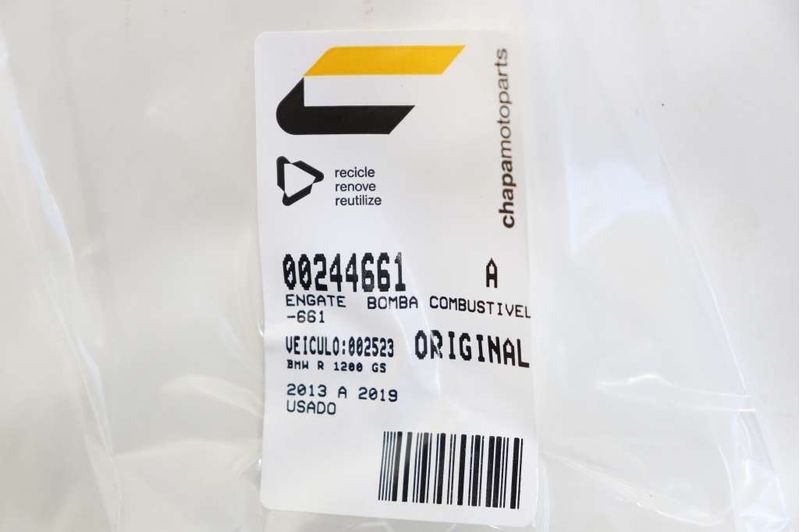 chapamotoparts
recicle
renove
reutilize
00244661 A
ENGATE BOMBA COMBUSTIVEL
-661
VEICULO:002523 ORIGINAL
BMW R 1200 GS
2013 A 2019
USADO